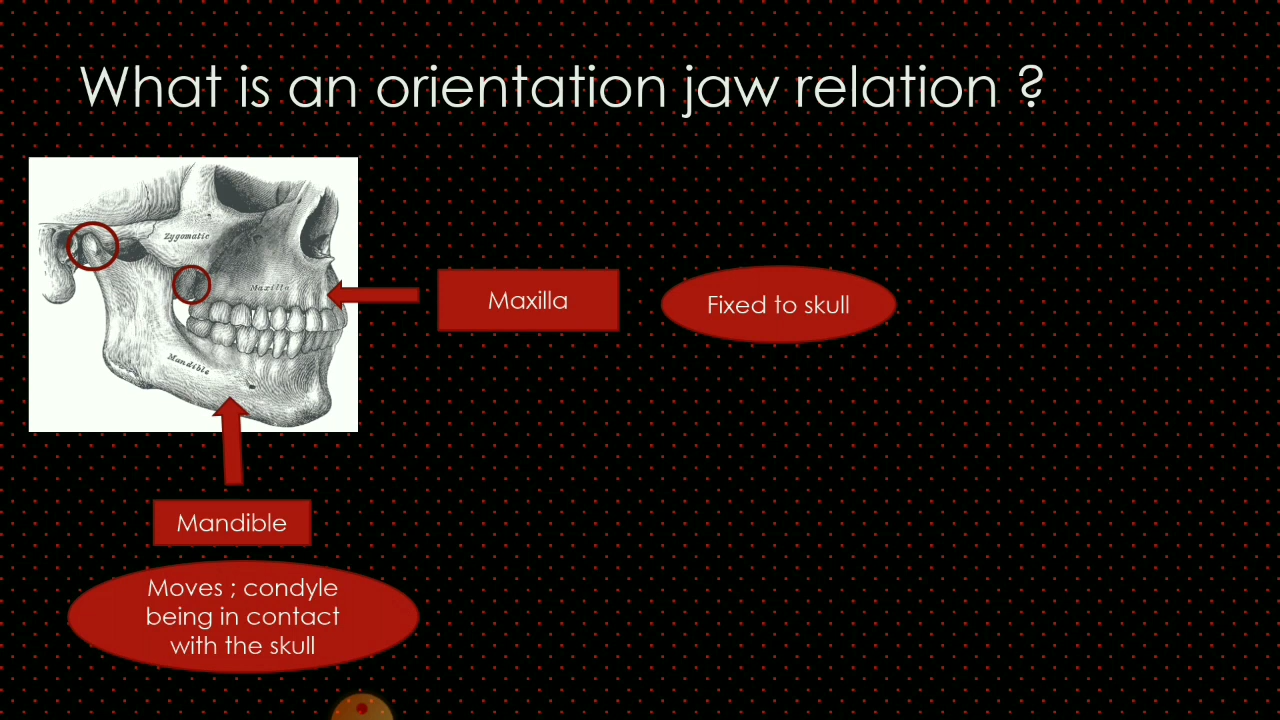 What is an orientation jaw relation ?
Zygomatic
Maxilla
Maxilla
Fixed to skull
Mandible
Mandible
Moves ; condyle
being in contact
with the skull